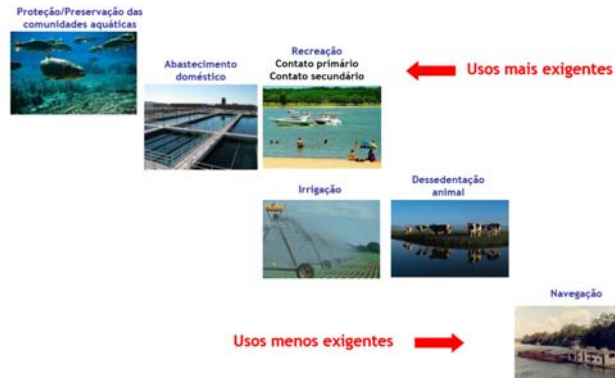 Proteção/Preservação das
comunidades aquáticas
Abastecimento
doméstico
Recreação
Contato primário
Contato secundário
Usos mais exigentes
Irrigação
Dessedentação
animal
Navegação
Usos menos exigentes